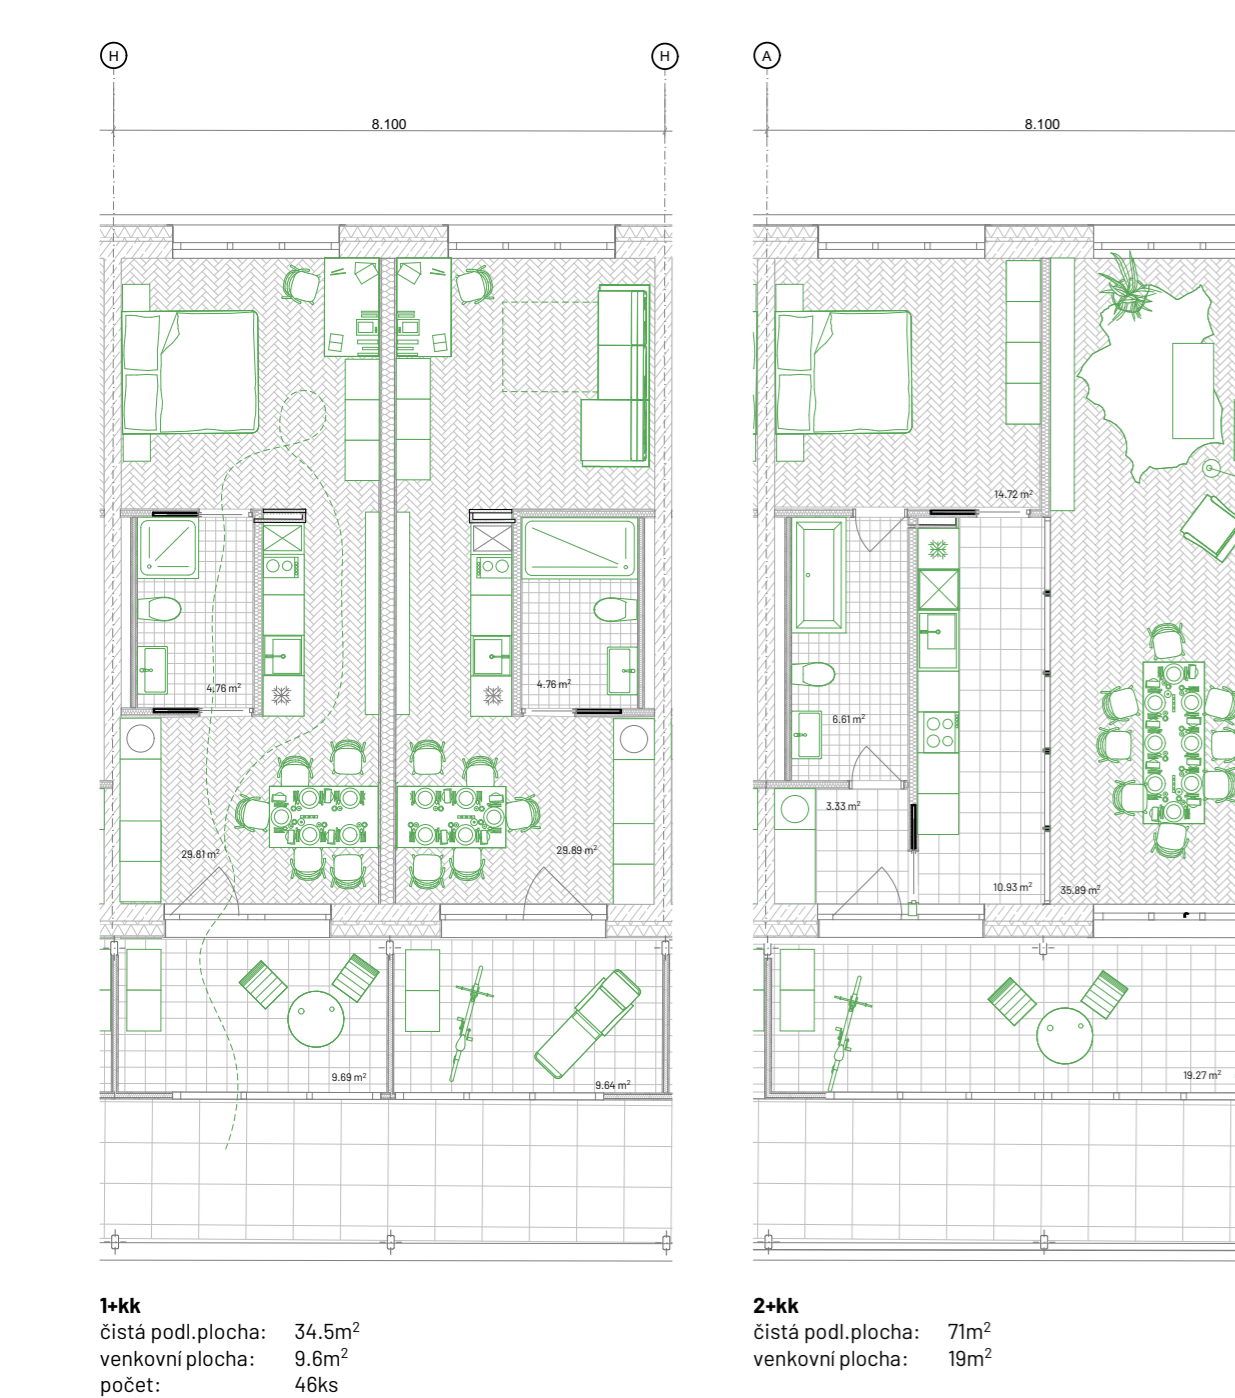 H H A
8.100 8.100
14.72 m²
4.76 m² 4.76 m²
6.61 m²
3.33 m²
29.81 m² 29.89 m²
10.93 m² 35.89 m²
9.69 m² 9.64 m² 19.27 m²
1+kk
čistá podl.plocha: 34.5m²
venkovní plocha: 9.6m²
počet: 46ks
2+kk
čistá podl.plocha: 71m²
venkovní plocha: 19m²